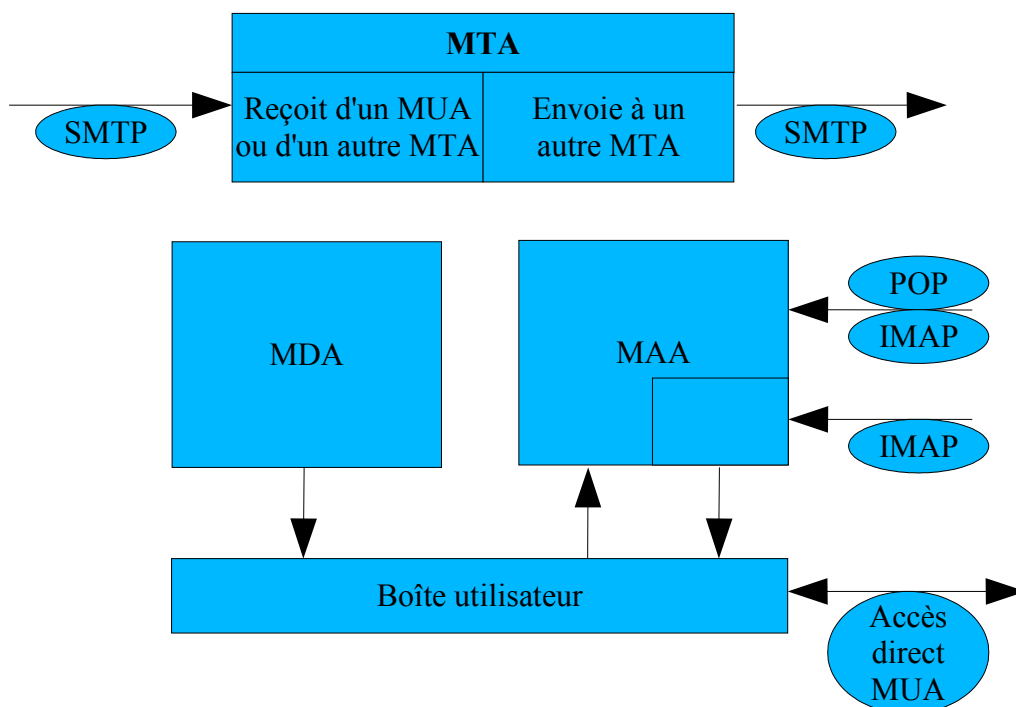 MTA
Reçoit d'un MUA
ou d'un autre MTA
Envoie à un
autre MTA
SMTP
SMTP
MDA
MAA
POP
IMAP
IMAP
Boîte utilisateur
Accès
direct
MUA